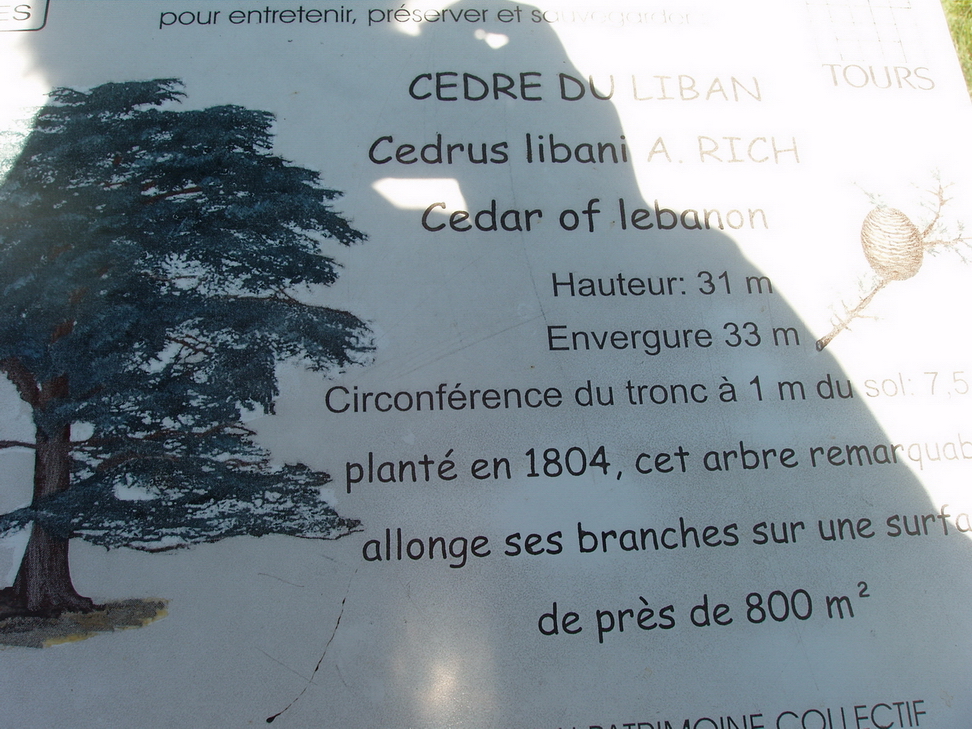 ES
pour entretenir, préserver et sauvegarder
TOURS
CEDRE DU LIBAN
Cedrus libani A. RICH
Cedar of lebanon
Hauteur: 31 m
Envergure 33 m
Circonférence du tronc à 1 m du sol: 7,5
planté en 1804, cet arbre remarquab
allonge ses branches sur une surfa
de près de 800 m²
PATRIMOINE COLLECTIF